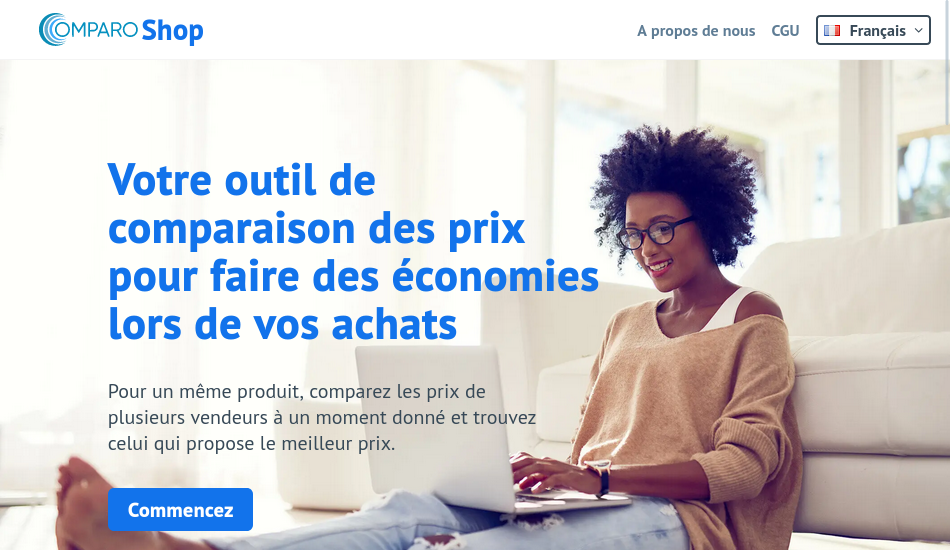 COMPARO Shop
A propos de nous
CGU
Français
Votre outil de
comparaison des prix
pour faire des économies
lors de vos achats
Pour un même produit, comparez les prix de
plusieurs vendeurs à un moment donné et trouvez
celui qui propose le meilleur prix.
Commencez